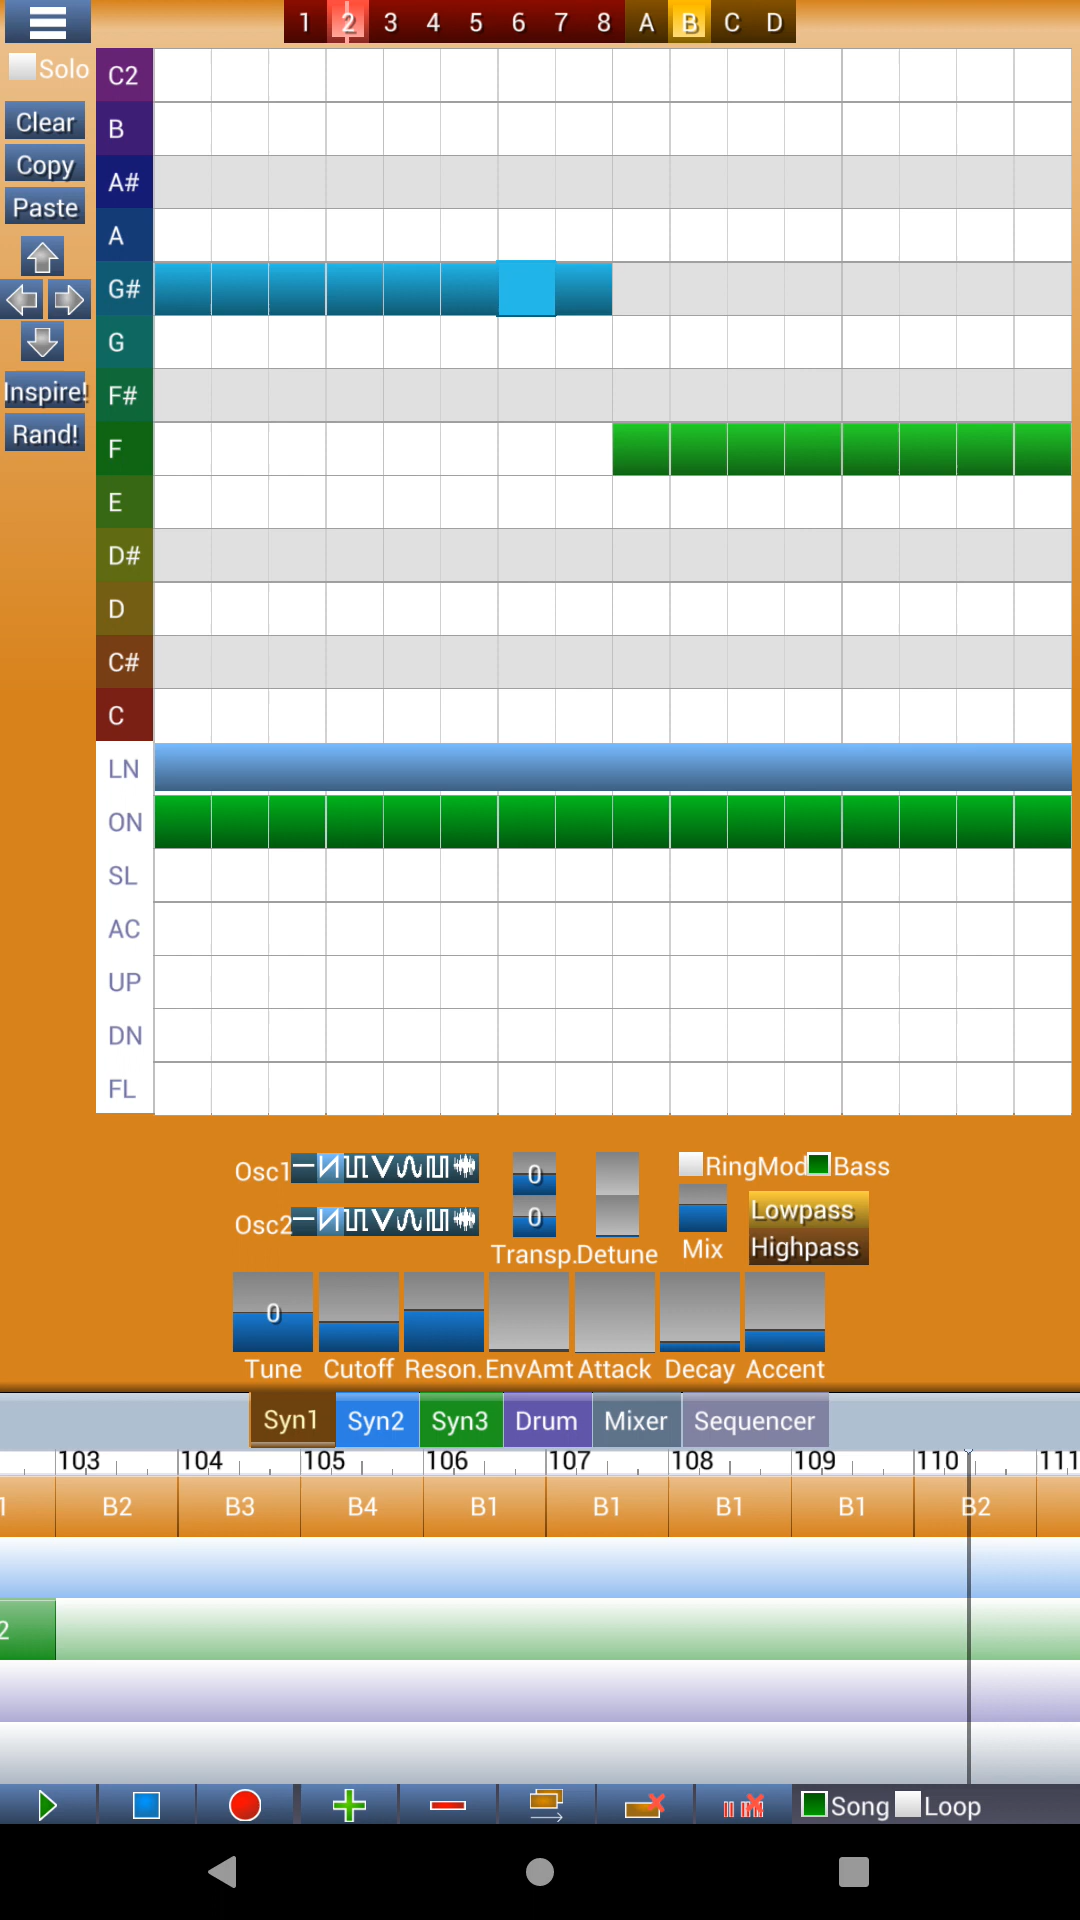 1 2 3 4 5 6 7 8 A B C D
Solo
Clear
Copy
Paste
Inspire!
Rand!
C2
B
A#
A
G#
G
F#
F
E
D#
D
C#
C
LN
ON
SL
AC
UP
DN
FL
Osc1
0
RingMod Bass
Osc2
0
Transp. Detune Mix
Lowpass
Highpass
0
Tune Cutoff Reson. EnvAmt Attack Decay Accent
Syn1 Syn2 Syn3 Drum Mixer Sequencer
103 104 105 106 107 108 109 110 111
1 B2 B3 B4 B1 B1 B1 B1 B2
2
Song Loop